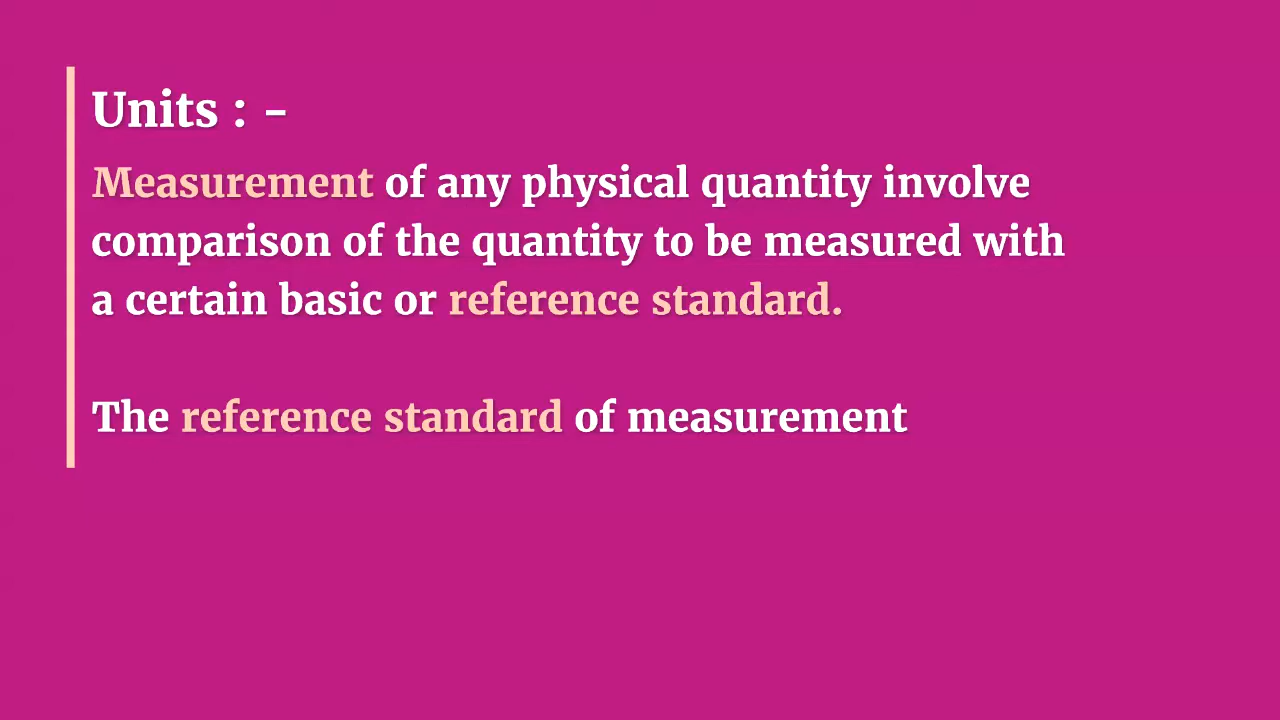 Units : -
Measurement of any physical quantity involve
comparison of the quantity to be measured with
a certain basic or reference standard.
The reference standard of measurement